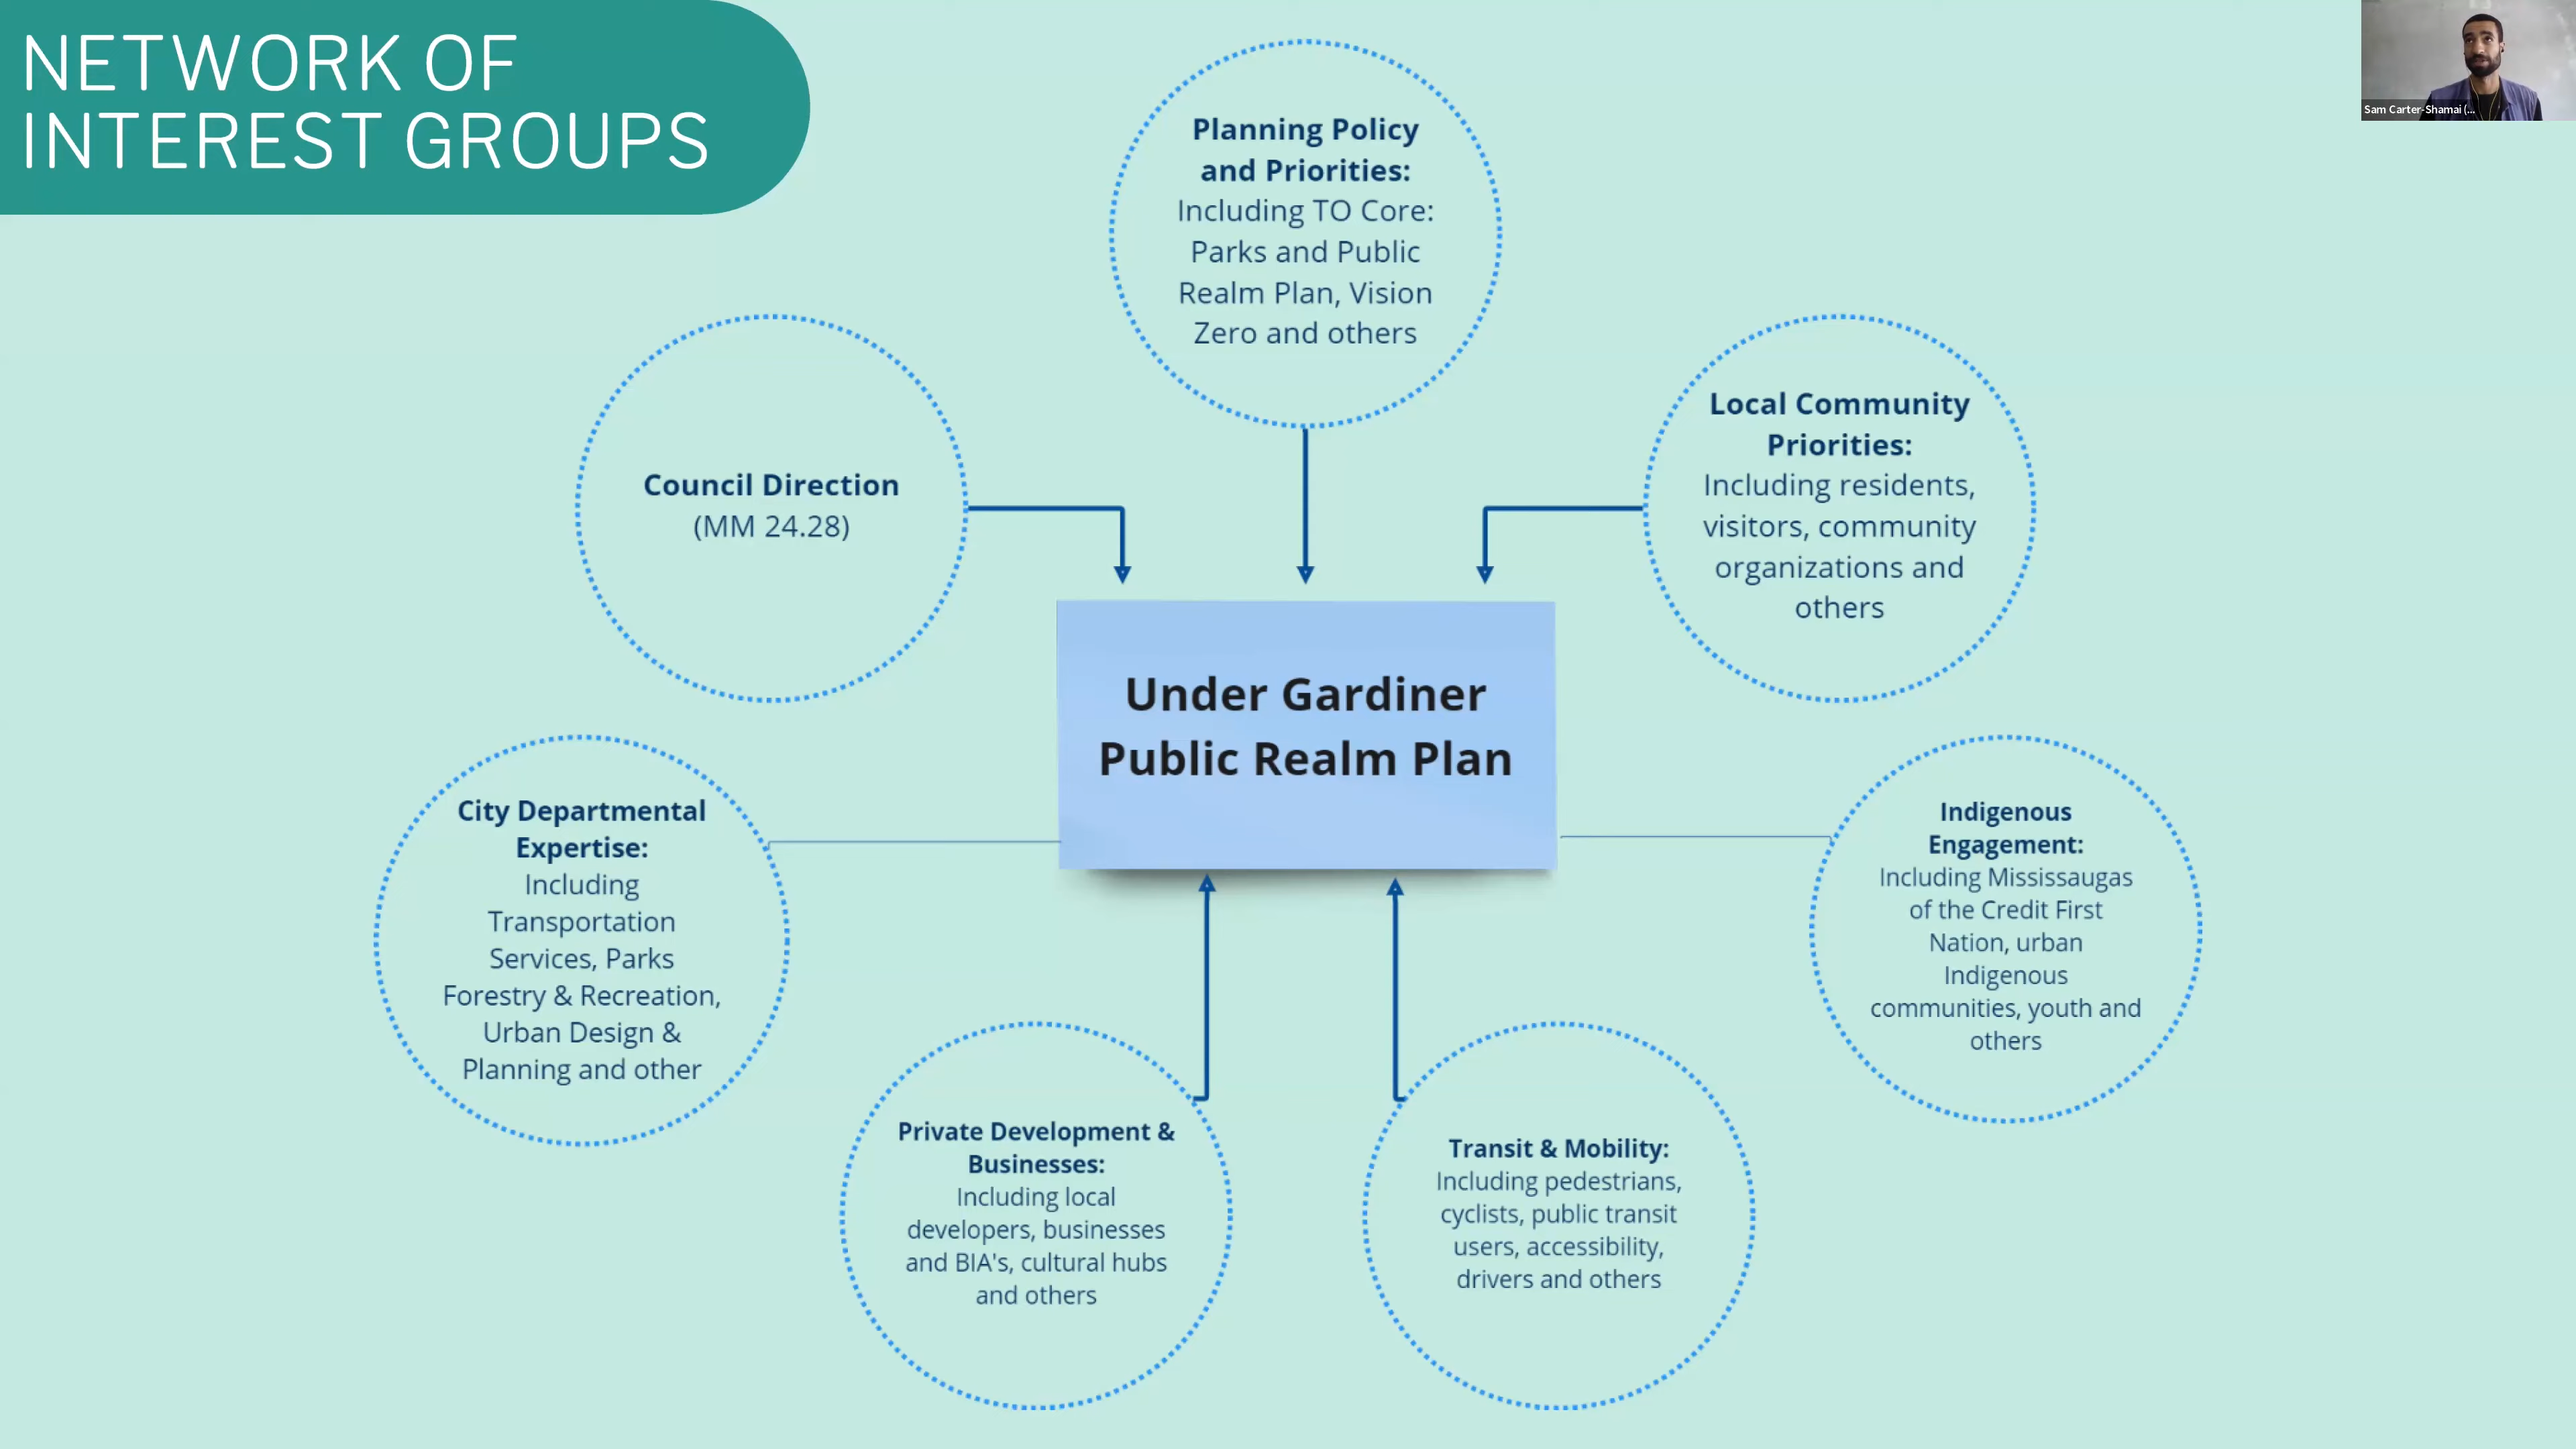 NETWORK OF
INTEREST GROUPS
Sam Carter-Shamai (...
Planning Policy
and Priorities:
Including TO Core:
Parks and Public
Realm Plan, Vision
Zero and others
Council Direction
(MM 24.28)
Local Community
Priorities:
Including residents,
visitors, community
organizations and
others
Under Gardiner
Public Realm Plan
City Departmental
Expertise:
Including
Transportation
Services, Parks
Forestry & Recreation,
Urban Design &
Planning and other
Indigenous
Engagement:
Including Mississaugas
of the Credit First
Nation, urban
Indigenous
communities, youth and
others
Private Development &
Businesses:
Including local
developers, businesses
and BIA's, cultural hubs
and others
Transit & Mobility:
Including pedestrians,
cyclists, public transit
users, accessibility,
drivers and others